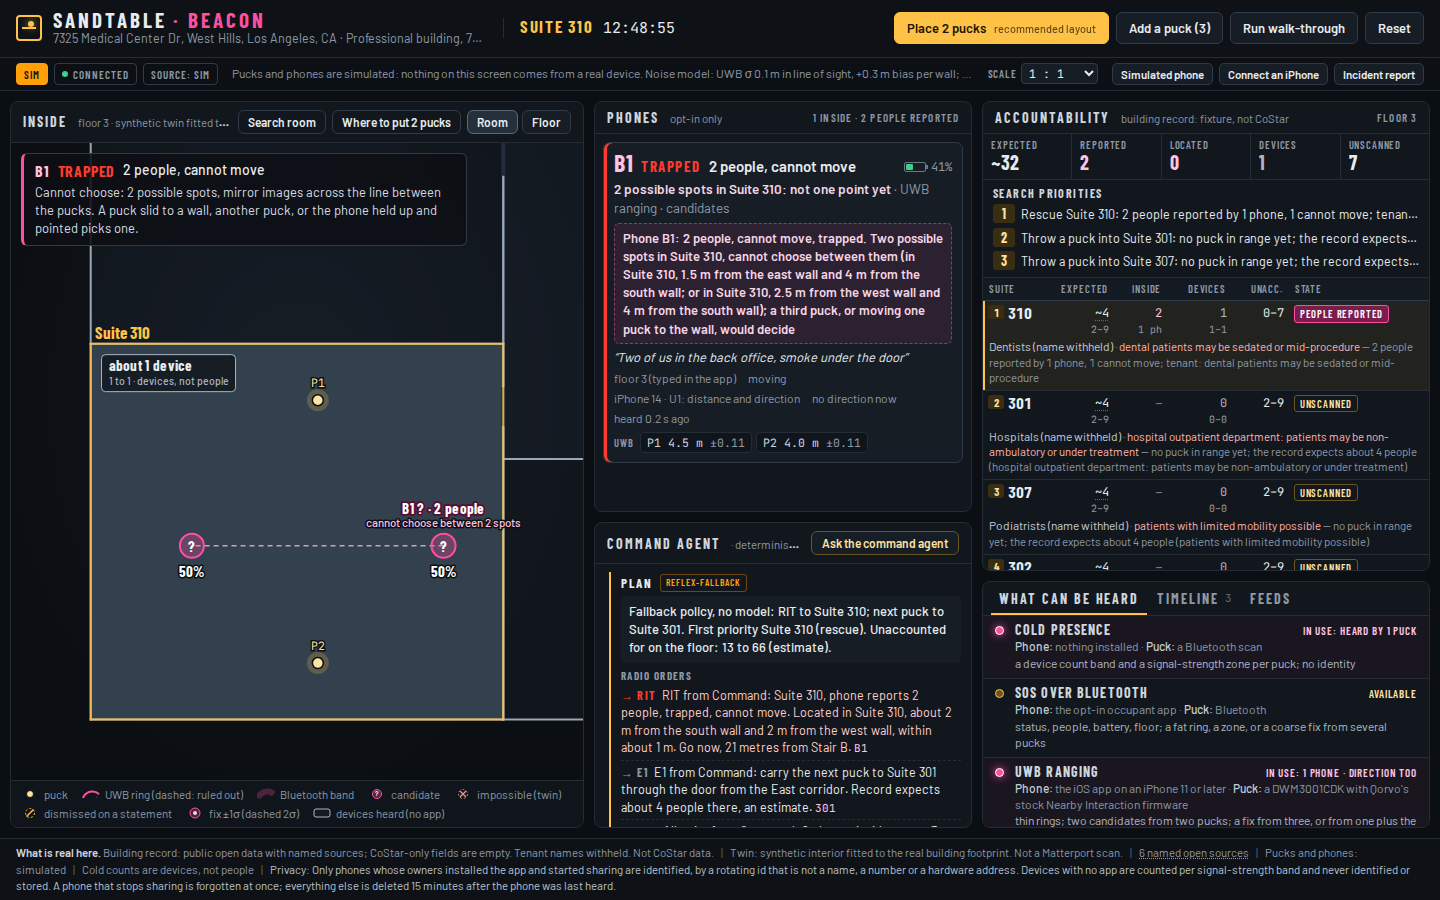 SANDTABLE · BEACON
7325 Medical Center Dr, West Hills, Los Angeles, CA · Professional building, 7...
SUITE 310 12:48:55
Place 2 pucks recommended layout
Add a puck (3)
Run walk-through
Reset
SIM
CONNECTED
SOURCE: SIM
Pucks and phones are simulated: nothing on this screen comes from a real device. Noise model: UWB σ 0.1 m in line of sight, +0.3 m bias per wall; ...
SCALE 1 : 1
Simulated phone
Connect an iPhone
Incident report
INSIDE floor 3 · synthetic twin fitted t...
Search room
Where to put 2 pucks
Room
Floor
B1 TRAPPED 2 people, cannot move
Cannot choose: 2 possible spots, mirror images across the line between
the pucks. A puck slid to a wall, another puck, or the phone held up and
pointed picks one.
Suite 310
about 1 device
1 to 1 · devices, not people
P1
B1? · 2 people
cannot choose between 2 spots
?
?
50%
50%
P2
puck
UWB ring (dashed: ruled out)
Bluetooth band
candidate
impossible (twin)
dismissed on a statement
fix ±1σ (dashed 2σ)
devices heard (no app)
PHONES opt-in only
1 INSIDE · 2 PEOPLE REPORTED
B1 TRAPPED 2 people, cannot move
41%
2 possible spots in Suite 310: not one point yet · UWB
ranging · candidates
Phone B1: 2 people, cannot move, trapped. Two possible
spots in Suite 310, cannot choose between them (in
Suite 310, 1.5 m from the east wall and 4 m from the
south wall; or in Suite 310, 2.5 m from the west wall and
4 m from the south wall); a third puck, or moving one
puck to the wall, would decide
"Two of us in the back office, smoke under the door"
floor 3 (typed in the app) moving
iPhone 14 · U1: distance and direction no direction now
heard 0.2 s ago
UWB P1 4.5 m ±0.11 P2 4.0 m ±0.11
COMMAND AGENT · determinis...
Ask the command agent
PLAN REFLEX-FALLBACK
Fallback policy, no model: RIT to Suite 310; next puck to
Suite 301. First priority Suite 310 (rescue). Unaccounted
for on the floor: 13 to 66 (estimate).
RADIO ORDERS
→ RIT RIT from Command: Suite 310, phone reports 2
people, trapped, cannot move. Located in Suite 310, about 2
m from the south wall and 2 m from the west wall, within
about 1 m. Go now, 21 metres from Stair B. B1
→ E1 E1 from Command: carry the next puck to Suite 301
through the door from the East corridor. Record expects
about 4 people there, an estimate. 301
ACCOUNTABILITY building record: fixture, not CoStar
FLOOR 3
EXPECTED REPORTED LOCATED DEVICES UNSCANNED
~32 2 0 1 7
SEARCH PRIORITIES
1 Rescue Suite 310: 2 people reported by 1 phone, 1 cannot move; tenan...
2 Throw a puck into Suite 301: no puck in range yet; the record expects...
3 Throw a puck into Suite 307: no puck in range yet; the record expects...
SUITE EXPECTED INSIDE DEVICES UNACC. STATE
1 310 ~4 2 1 0–7 PEOPLE REPORTED
2–9 1 ph 1–1
Dentists (name withheld) · dental patients may be sedated or mid-procedure — 2 people
reported by 1 phone, 1 cannot move; tenant: dental patients may be sedated or mid-
procedure
2 301 ~4 – 0 2–9 UNSCANNED
2–9 0–0
Hospitals (name withheld) · hospital outpatient department: patients may be non-
ambulatory or under treatment — no puck in range yet; the record expects about 4 people
(hospital outpatient department: patients may be non-ambulatory or under treatment)
3 307 ~4 – 0 2–9 UNSCANNED
2–9 0–0
Podiatrists (name withheld) · patients with limited mobility possible — no puck in range
yet; the record expects about 4 people (patients with limited mobility possible)
4 302 ~4 – 0 2–9 UNSCANNED
WHAT CAN BE HEARD TIMELINE 3 FEEDS
COLD PRESENCE IN USE: HEARD BY 1 PUCK
Phone: nothing installed · Puck: a Bluetooth scan
a device count band and a signal-strength zone per puck; no identity
SOS OVER BLUETOOTH AVAILABLE
Phone: the opt-in occupant app · Puck: Bluetooth
status, people, battery, floor; a fat ring, a zone, or a coarse fix from several
pucks
UWB RANGING IN USE: 1 PHONE · DIRECTION TOO
Phone: the iOS app on an iPhone 11 or later · Puck: a DWM3001CDK with Qorvo's
stock Nearby Interaction firmware
thin rings; two candidates from two pucks; a fix from three, or from one plus the
What is real here. Building record: public open data with named sources; CoStar-only fields are empty. Tenant names withheld. Not CoStar data. | Twin: synthetic interior fitted to the real building footprint. Not a Matterport scan. | 6 named open sources | Pucks and phones:
simulated | Cold counts are devices, not people | Privacy: Only phones whose owners installed the app and started sharing are identified, by a rotating id that is not a name, a number or a hardware address. Devices with no app are counted per signal-strength band and never identified or
stored. A phone that stops sharing is forgotten at once; everything else is deleted 15 minutes after the phone was last heard.